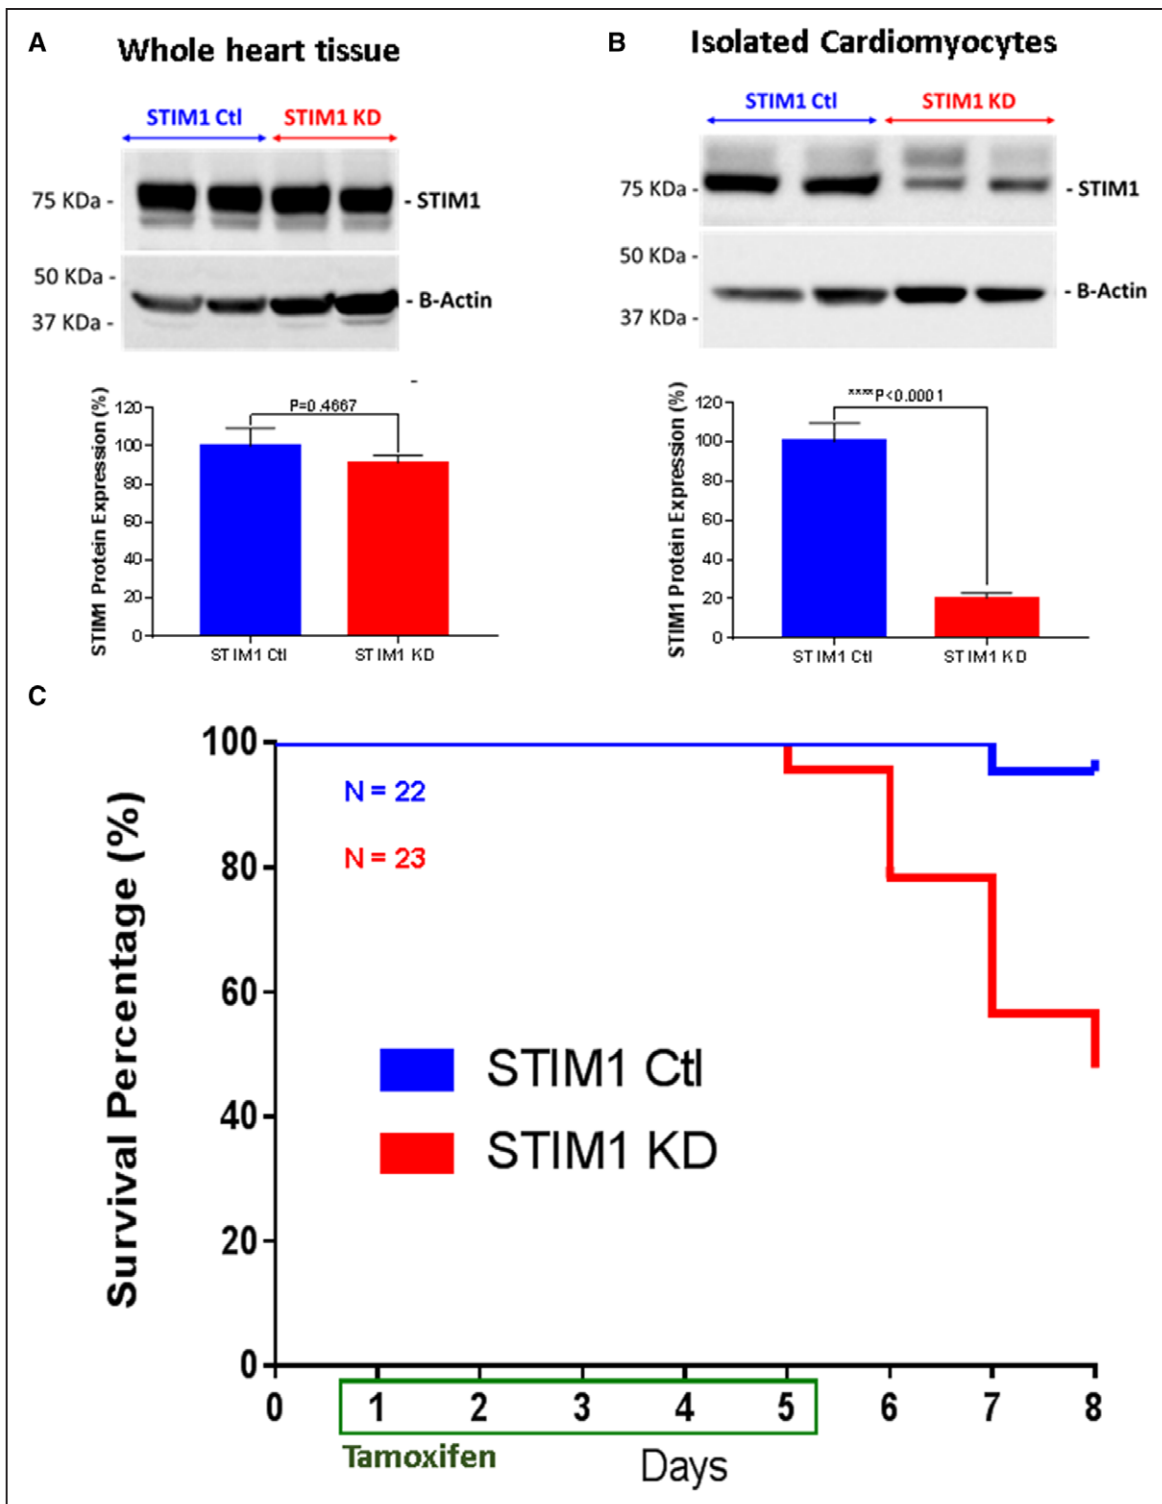 A
Whole heart tissue
STIM1 Ctl STIM1 KD
75 KDa - - STIM1
50 KDa -
- B-Actin
37 KDa -
STIM1 Protein Expression (%)
120
100
80
60
40
20
0
P=0.4667
STIM1 Ctl STIM1 KD
B
Isolated Cardiomyocytes
STIM1 Ctl STIM1 KD
75 KDa - - STIM1
50 KDa -
- B-Actin
37 KDa -
STIM1 Protein Expression (%)
120
100
80
60
40
20
0
****P<0.0001
STIM1 Ctl STIM1 KD
C
Survival Percentage (%)
100
80
60
40
20
0
N = 22
N = 23
STIM1 Ctl
STIM1 KD
0 1 2 3 4 5 6 7 8
Tamoxifen
Days